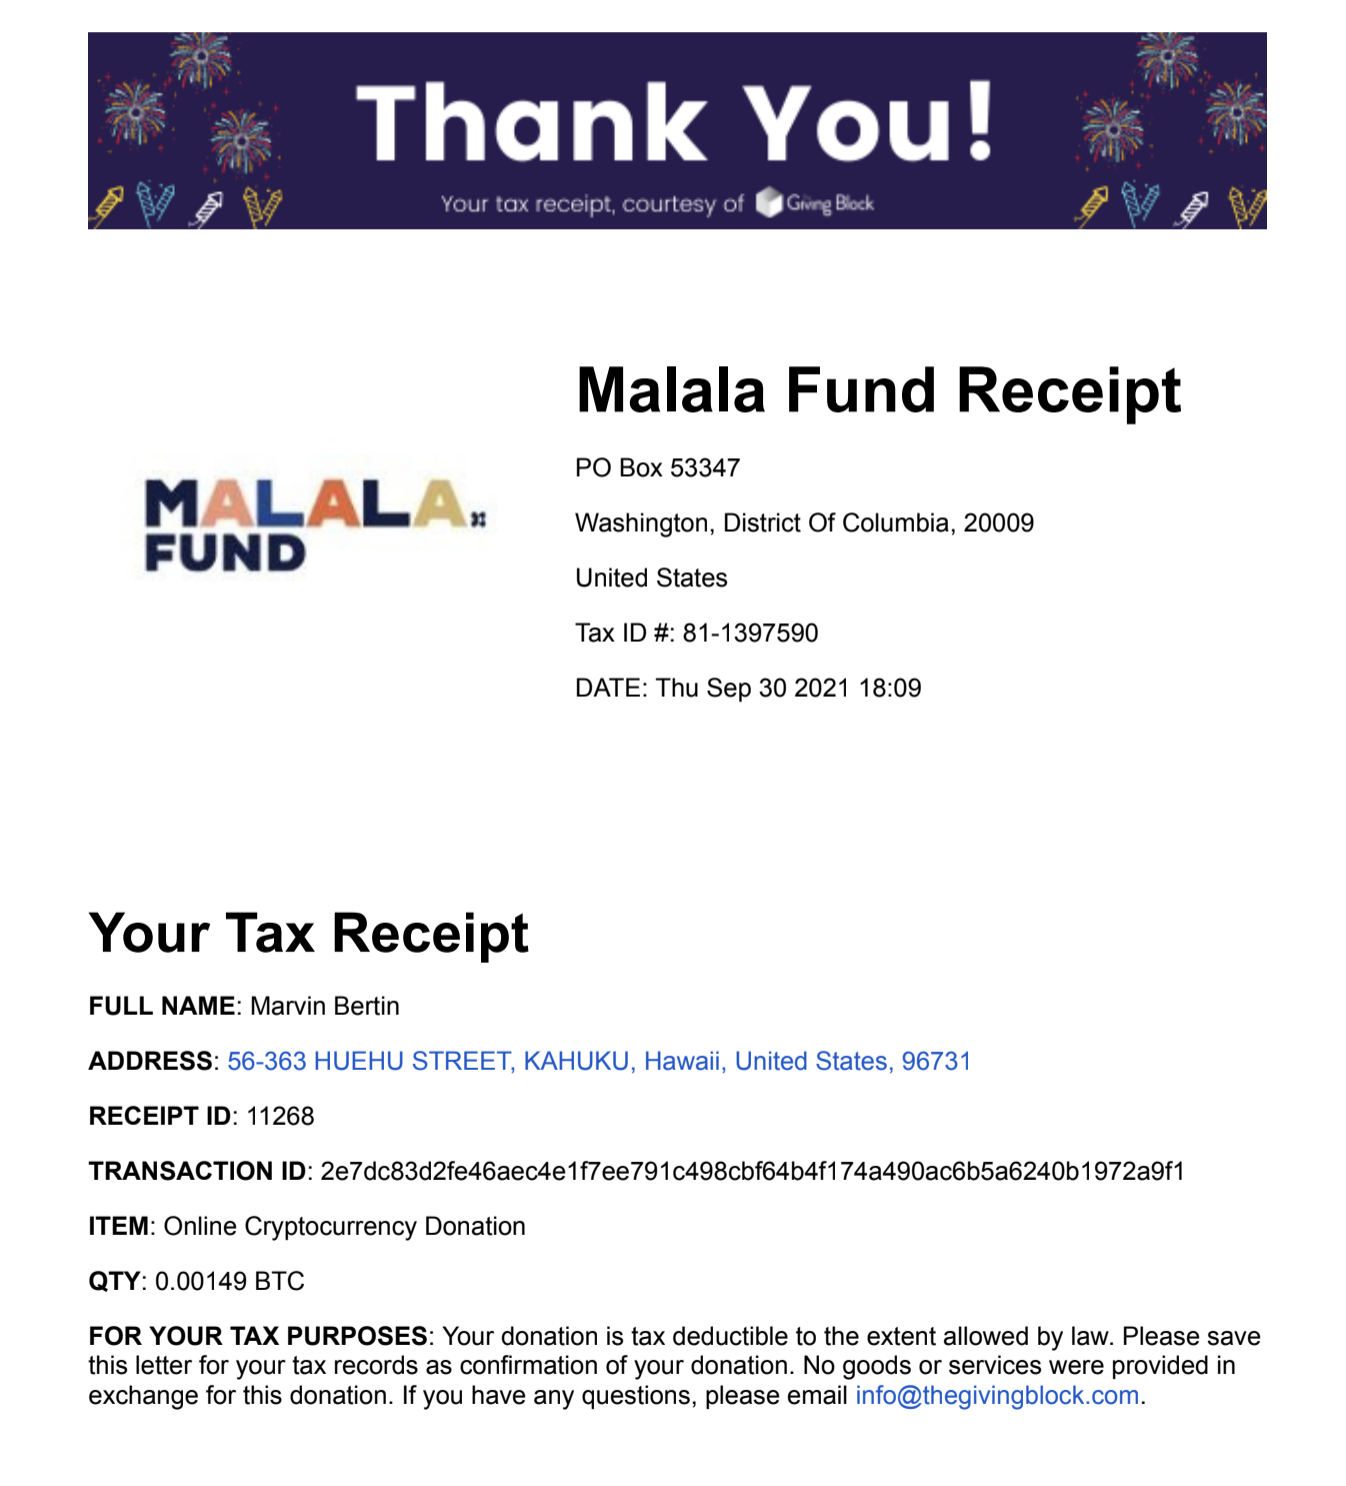 Thank You!
Your tax receipt, courtesy of Giving Block
Malala Fund Receipt
MALALA
FUND
PO Box 53347
Washington, District Of Columbia, 20009
United States
Tax ID #: 81-1397590
DATE: Thu Sep 30 2021 18:09
Your Tax Receipt
FULL NAME: Marvin Bertin
ADDRESS: 56-363 HUEHU STREET, KAHUKU, Hawaii, United States, 96731
RECEIPT ID: 11268
TRANSACTION ID: 2e7dc83d2fe46aec4e1f7ee791c498cbf64b4f174a490ac6b5a6240b1972a9f1
ITEM: Online Cryptocurrency Donation
QTY: 0.00149 BTC
FOR YOUR TAX PURPOSES: Your donation is tax deductible to the extent allowed by law. Please save
this letter for your tax records as confirmation of your donation. No goods or services were provided in
exchange for this donation. If you have any questions, please email info@thegivingblock.com.